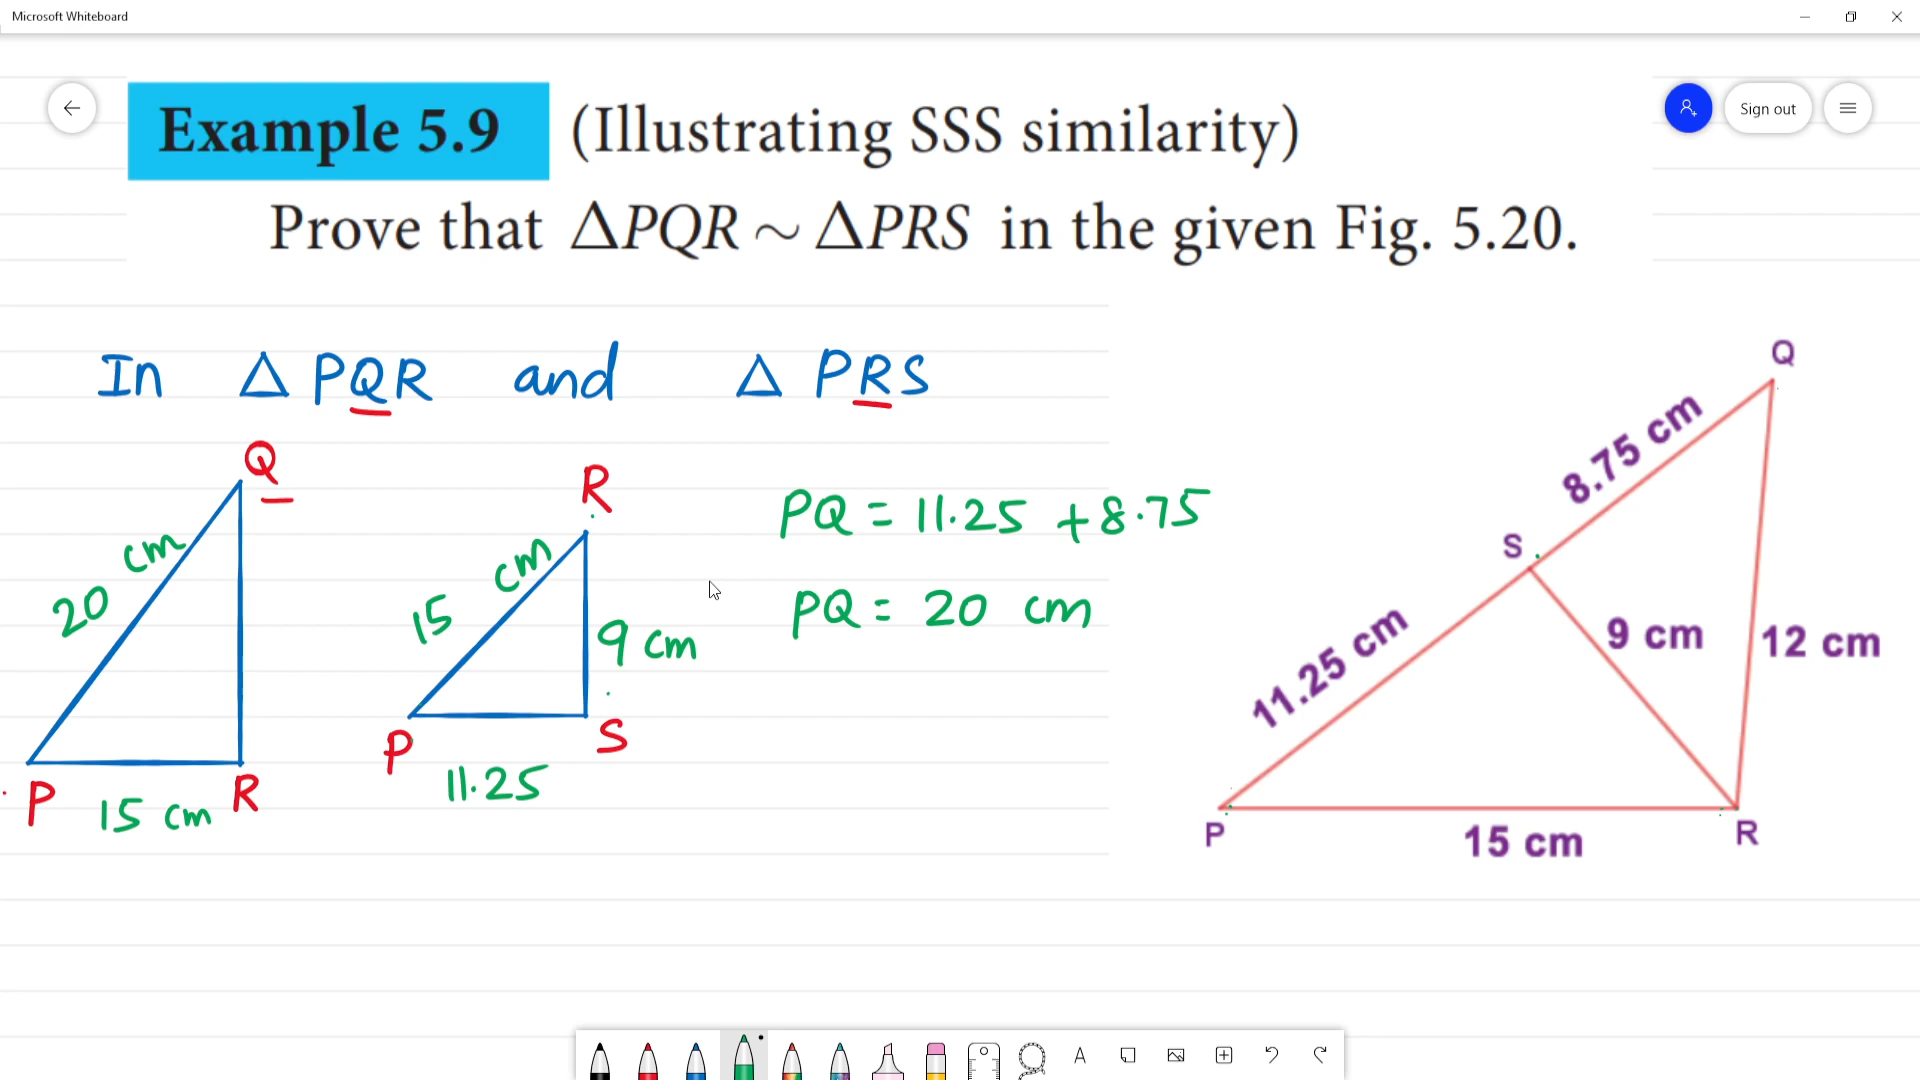 Microsoft Whiteboard
Sign out
Example 5.9 (Illustrating SSS similarity)
Prove that ΔPQR ~ ΔPRS in the given Fig. 5.20.
In Δ PQR and Δ PRS
Q
20 cm
P 15 cm R
R
15 cm
9 cm
P
S
11.25
PQ = 11.25 + 8.75
PQ = 20 cm
Q
8.75 cm
S
11.25 cm
9 cm
12 cm
P
15 cm
R
A